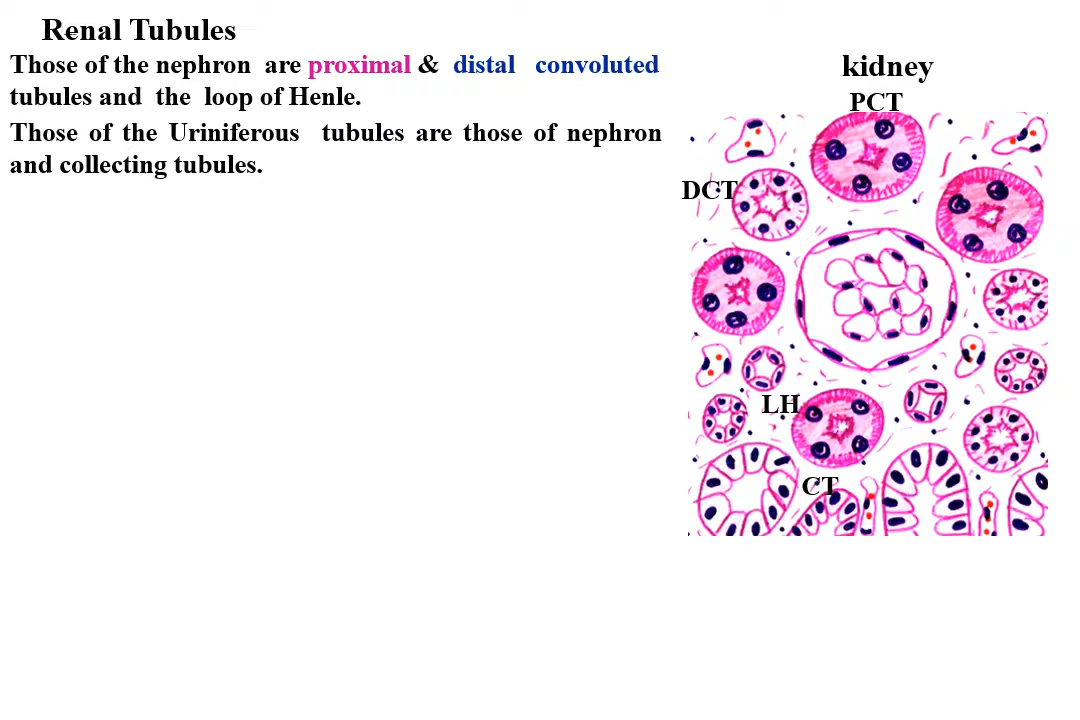 Renal Tubules
Those of the nephron are proximal & distal convoluted
tubules and the loop of Henle.
Those of the Uriniferous tubules are those of nephron
and collecting tubules.
kidney
PCT
DCT
LH
CT